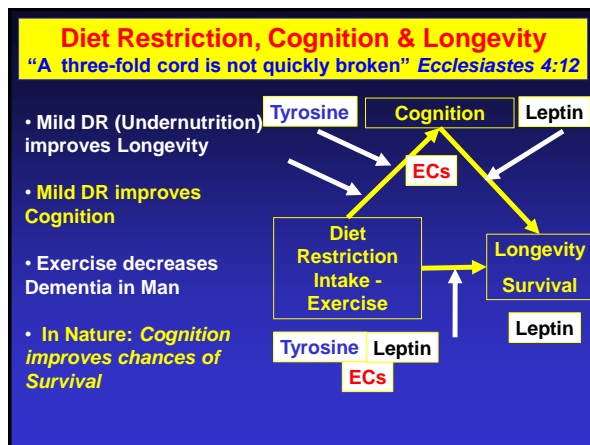 Diet Restriction, Cognition & Longevity
“A three-fold cord is not quickly broken” Ecclesiastes 4:12
• Mild DR (Undernutrition)
improves Longevity
• Mild DR improves
Cognition
• Exercise decreases
Dementia in Man
• In Nature: Cognition
improves chances of
Survival
Tyrosine
Cognition
Leptin
ECs
Diet
Restriction
Intake -
Exercise
Longevity
Survival
Leptin
Tyrosine
Leptin
ECs